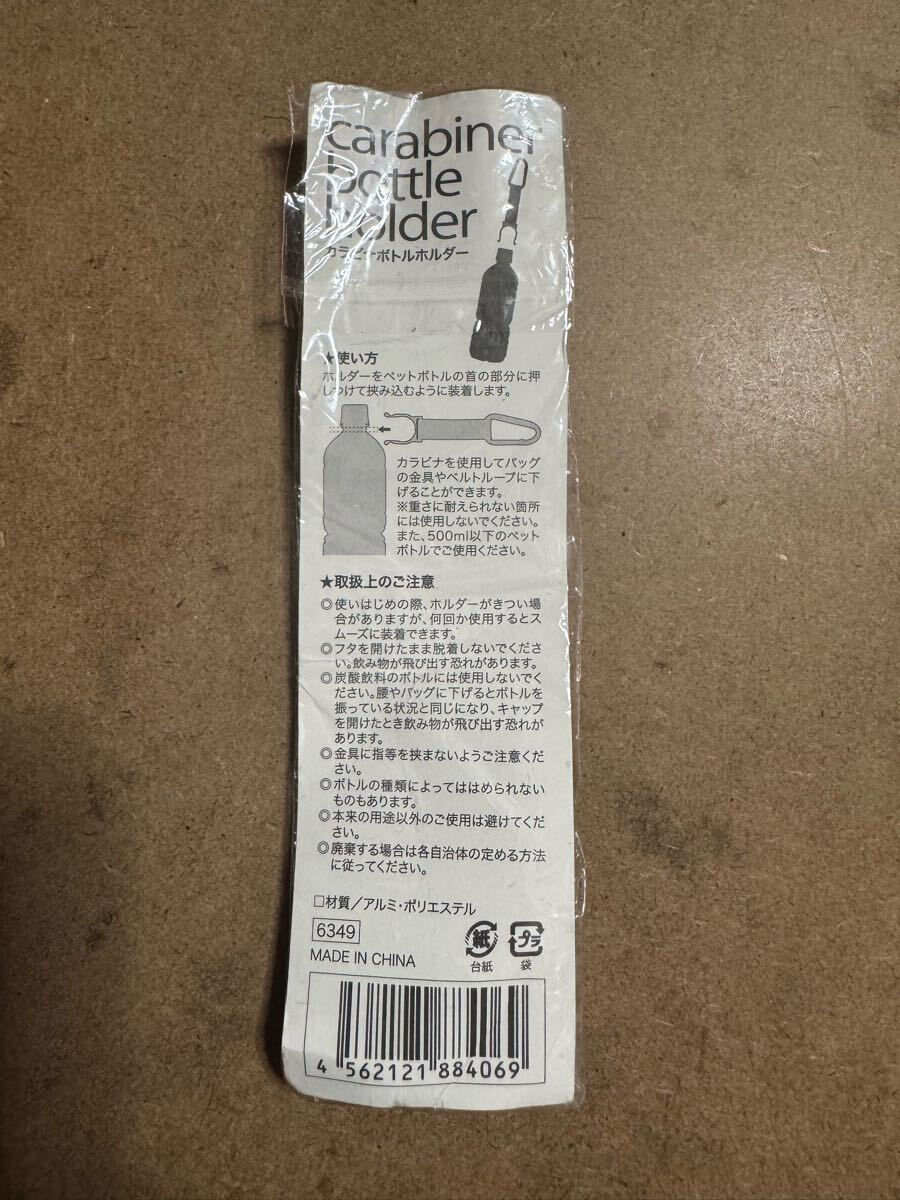 carabiner
bottle
holder
カラビナボトルホルダー
★使い方
ホルダーをペットボトルの首の部分に押
しつけて挟み込むように装着します。
カラビナを使用してバッグ
の金具やベルトループに下
げることができます。
※重さに耐えられない箇所
には使用しないでください。
また、500ml以下のペット
ボトルでご使用ください。
★取扱上のご注意
◎使いはじめの際、ホルダーがきつい場
合がありますが、何回か使用するとス
ムーズに装着できます。
◎フタを開けたまま脱着しないでくださ
い。飲み物が飛び出す恐れがあります。
◎炭酸飲料のボトルには使用しないでく
ださい。腰やバッグに下げるとボトルを
振っている状況と同じになり、キャップ
を開けたとき飲み物が飛び出す恐れが
あります。
◎金具に指等を挟まないようご注意くだ
さい。
◎ボトルの種類によってははめられない
ものもあります。
◎本来の用途以外のご使用は避けてくだ
さい。
◎廃棄する場合は各自治体の定める方法
に従ってください。
□材質／アルミ・ポリエステル
6349
MADE IN CHINA
紙
台紙
プラ
袋
4 562121 884069